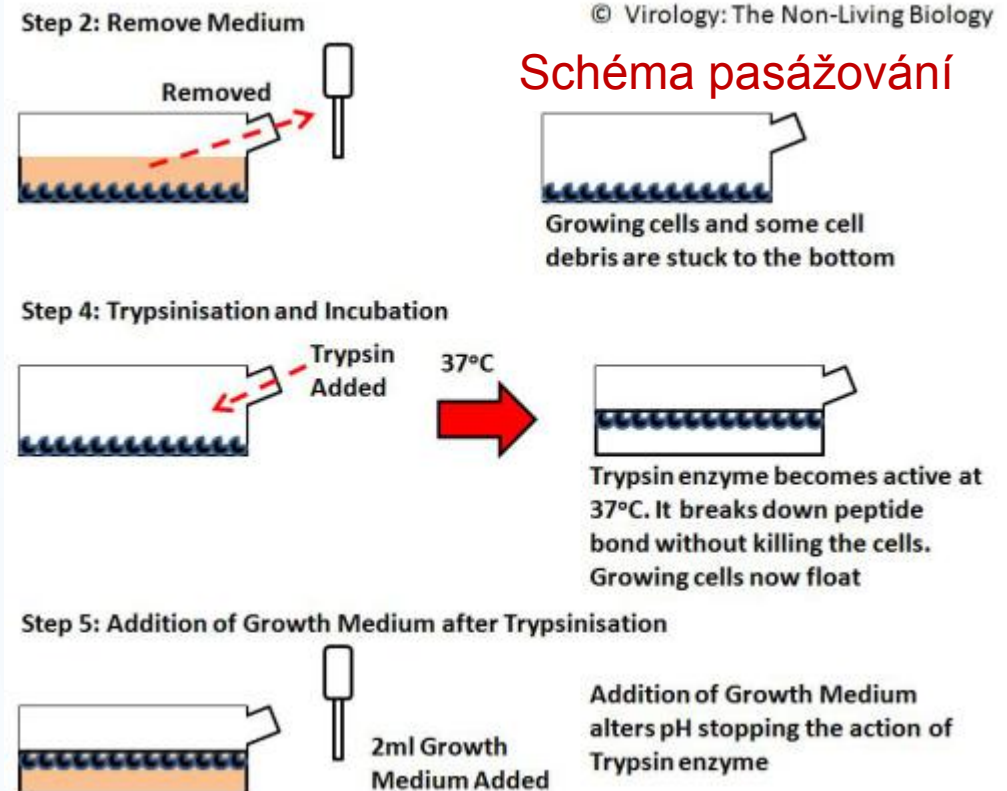 Step 2: Remove Medium
© Virology: The Non-Living Biology
Schéma pasážování
Removed
Growing cells and some cell
debris are stuck to the bottom
Step 4: Trypsinisation and Incubation
Trypsin
Added
37°C
Trypsin enzyme becomes active at
37°C. It breaks down peptide
bond without killing the cells.
Growing cells now float
Step 5: Addition of Growth Medium after Trypsinisation
2ml Growth
Medium Added
Addition of Growth Medium
alters pH stopping the action of
Trypsin enzyme